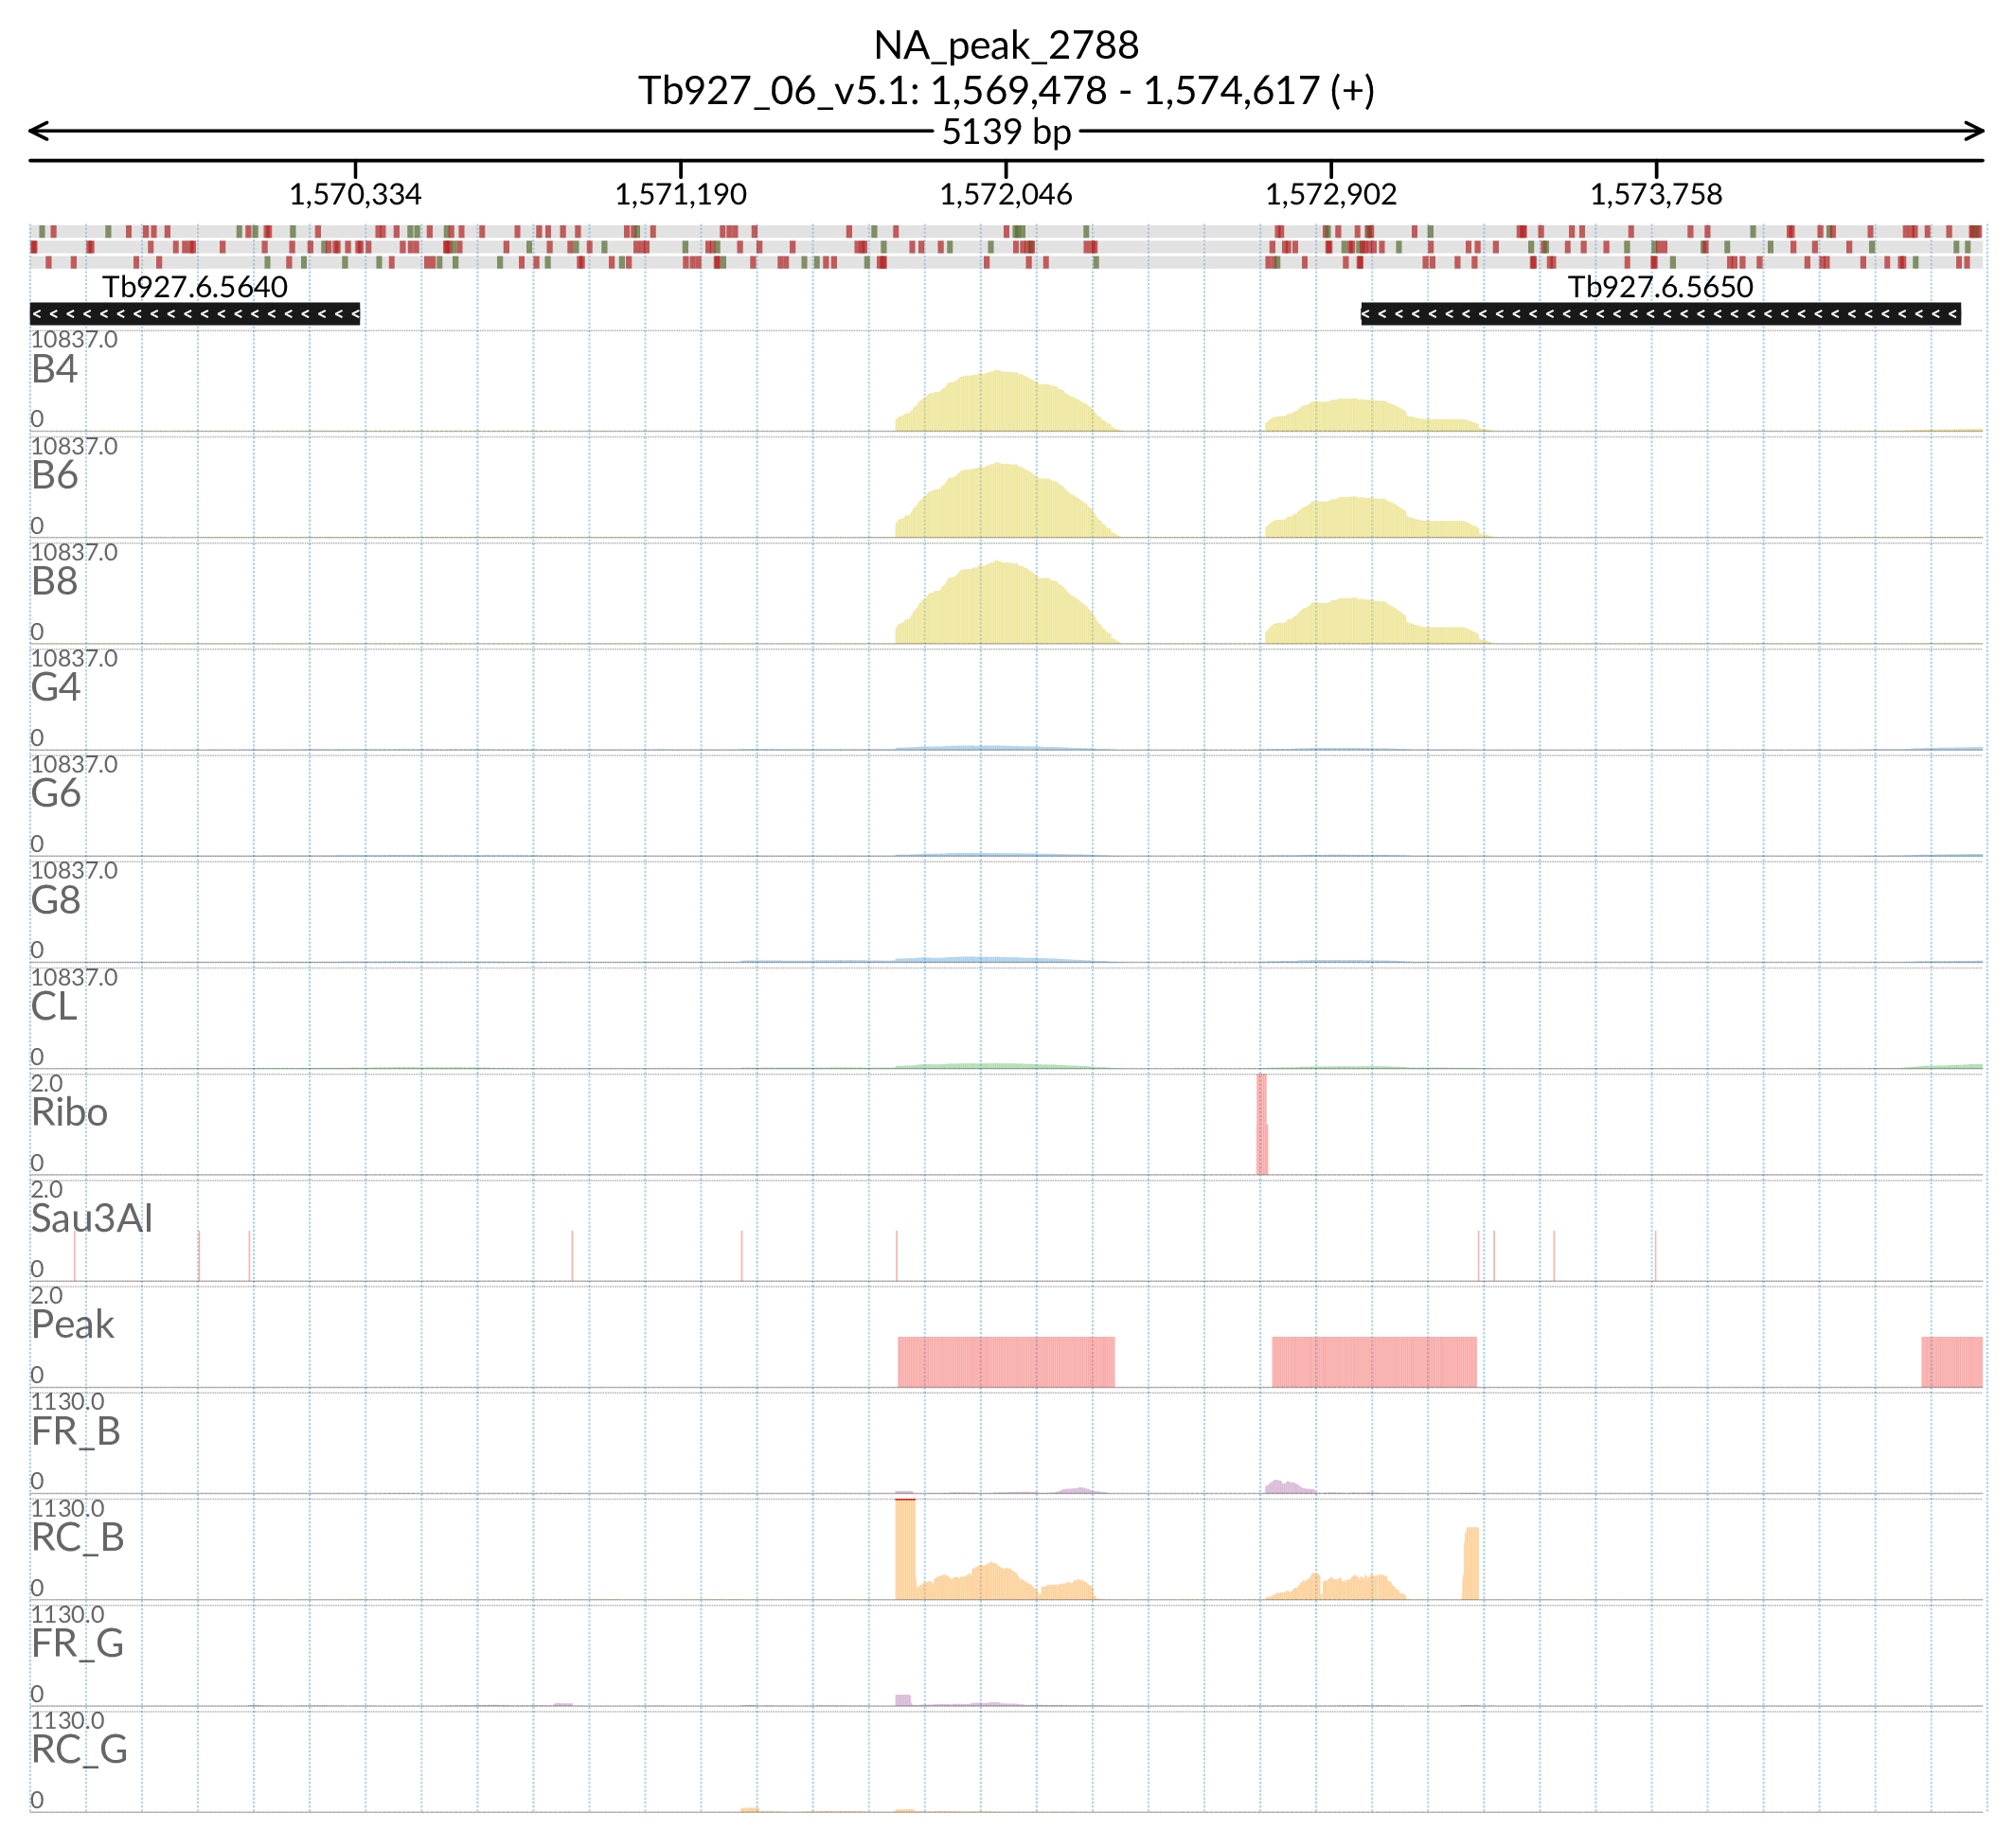 NA_peak_2788
Tb927_06_v5.1: 1,569,478 - 1,574,617 (+)
5139 bp
1,570,334 1,571,190 1,572,046 1,572,902 1,573,758
Tb927.6.5640 Tb927.6.5650
10837.0
B4
0
10837.0
B6
0
10837.0
B8
0
10837.0
G4
0
10837.0
G6
0
10837.0
G8
0
10837.0
CL
0
2.0
Ribo
0
2.0
Sau3AI
0
2.0
Peak
0
1130.0
FR_B
0
1130.0
RC_B
0
1130.0
FR_G
0
1130.0
RC_G
0